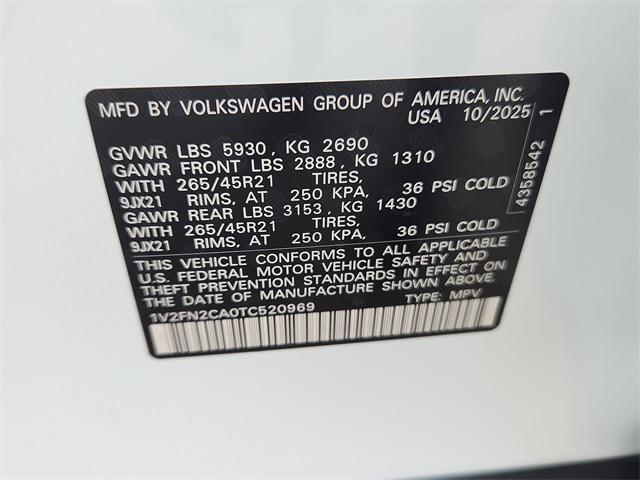 MFD BY VOLKSWAGEN GROUP OF AMERICA, INC.
USA 10/2025
GVWR LBS 5930, KG 2690
GAWR FRONT LBS 2888, KG 1310
WITH 265/45R21 TIRES,
9JX21 RIMS, AT 250 KPA, 36 PSI COLD
GAWR REAR LBS 3153, KG 1430
WITH 265/45R21 TIRES,
9JX21 RIMS, AT 250 KPA, 36 PSI COLD
THIS VEHICLE CONFORMS TO ALL APPLICABLE
U.S. FEDERAL MOTOR VEHICLE SAFETY AND
THEFT PREVENTION STANDARDS IN EFFECT ON
THE DATE OF MANUFACTURE SHOWN ABOVE.
1V2FN2CA0TC520969 TYPE: MPV
4358542 1